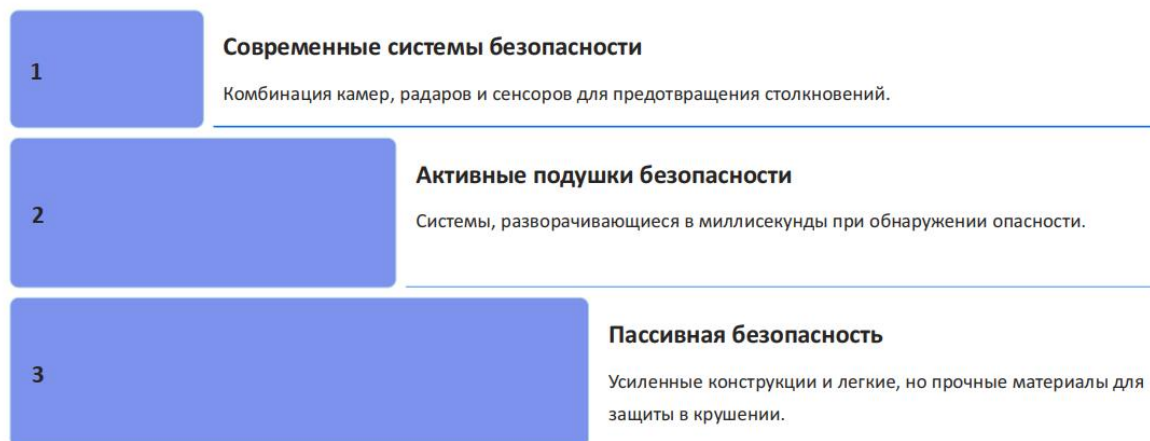 1
Современные системы безопасности
Комбинация камер, радаров и сенсоров для предотвращения столкновений.
2
Активные подушки безопасности
Системы, разворачивающиеся в миллисекунды при обнаружении опасности.
3
Пассивная безопасность
Усиленные конструкции и легкие, но прочные материалы для
защиты в крушении.